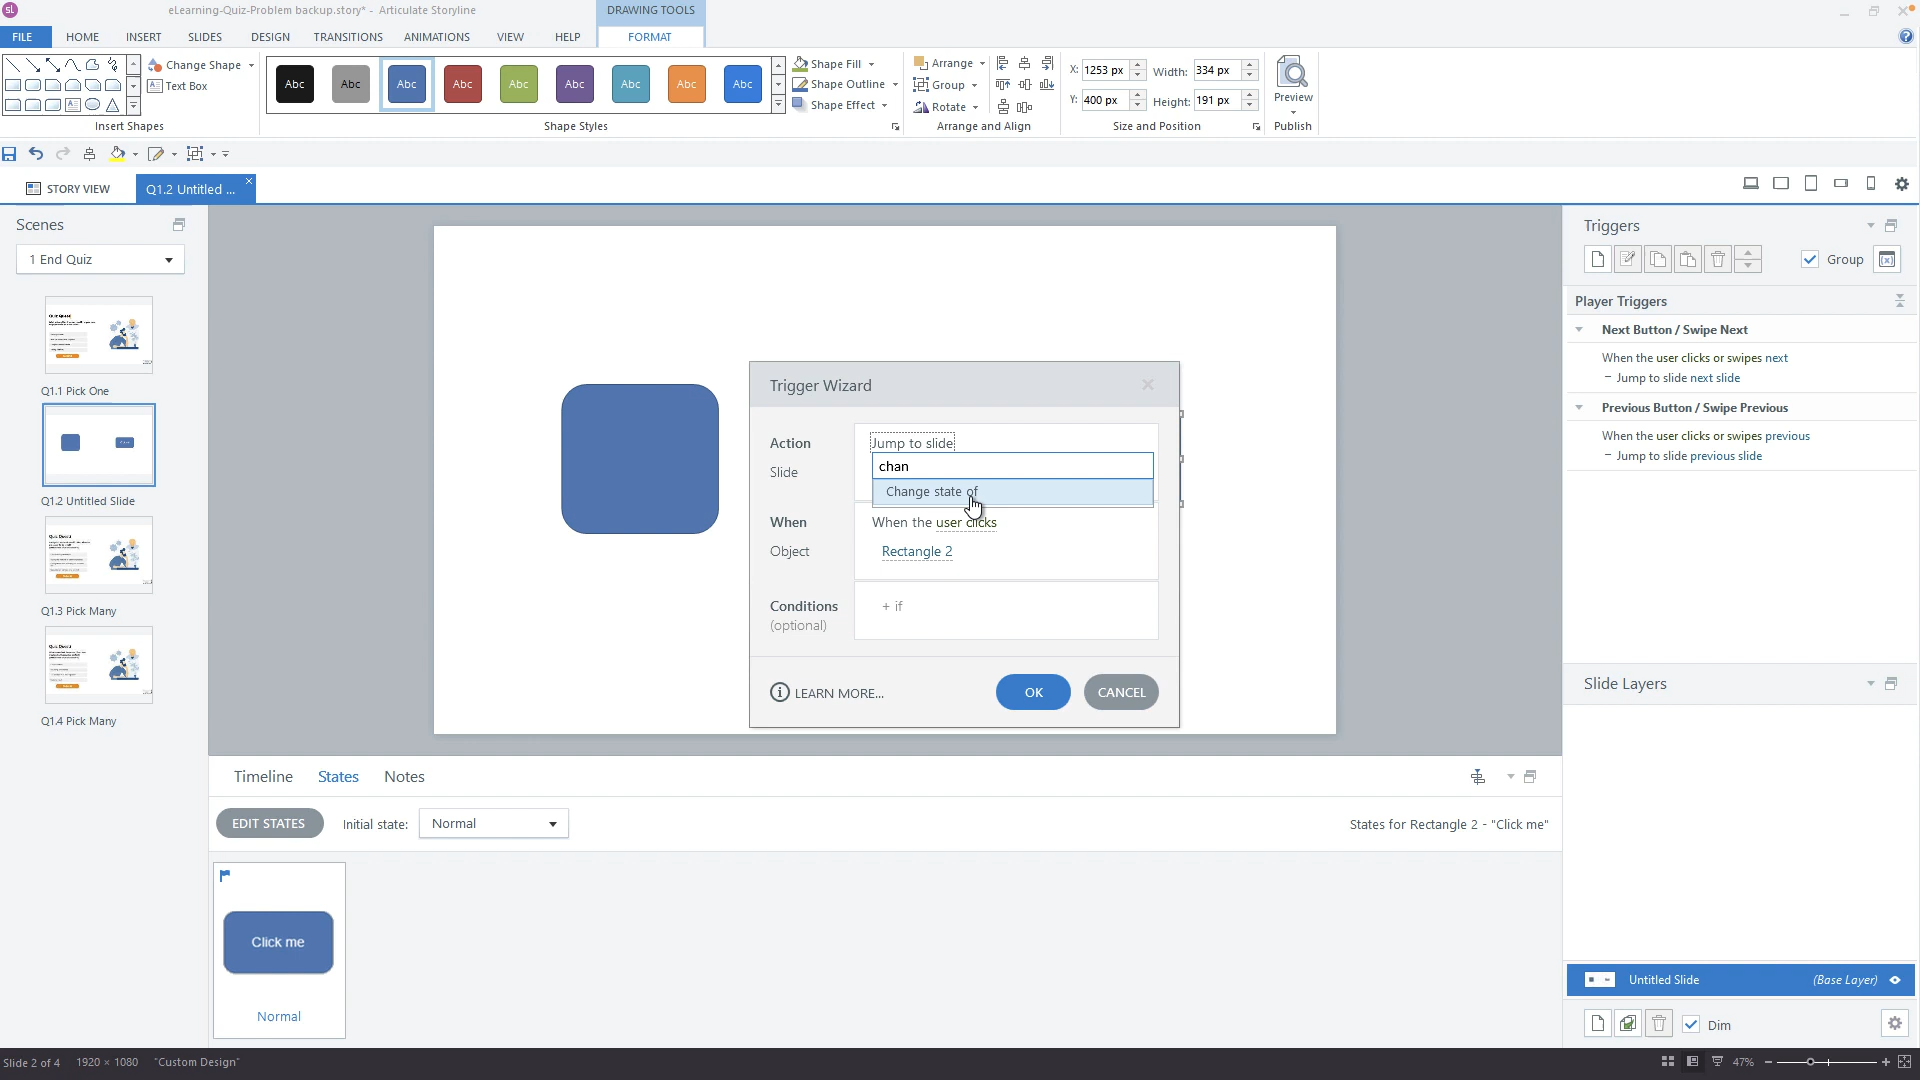 eLearning-Quiz-Problem backup.story* - Articulate Storyline
DRAWING TOOLS
FILE HOME INSERT SLIDES DESIGN TRANSITIONS ANIMATIONS VIEW HELP FORMAT
Change Shape
Text Box
Insert Shapes
Abc Abc Abc Abc Abc Abc Abc Abc Abc
Shape Styles
Shape Fill
Shape Outline
Shape Effect
Arrange
Group
Rotate
Arrange and Align
X: 1253 px Width: 334 px
Y: 400 px Height: 191 px
Size and Position
Preview
Publish
STORY VIEW
Q1.2 Untitled ...
Scenes
1 End Quiz
Q1.1 Pick One
Q1.2 Untitled Slide
Q1.3 Pick Many
Q1.4 Pick Many
Trigger Wizard
Action Jump to slide
chan
Slide
Change state of
When When the user clicks
Object Rectangle 2
Conditions + if
(optional)
LEARN MORE...
OK
CANCEL
Triggers
Group
Player Triggers
Next Button / Swipe Next
When the user clicks or swipes next
- Jump to slide next slide
Previous Button / Swipe Previous
When the user clicks or swipes previous
- Jump to slide previous slide
Slide Layers
Untitled Slide (Base Layer)
Dim
Timeline States Notes
EDIT STATES Initial state: Normal
States for Rectangle 2 - "Click me"
Click me
Normal
Slide 2 of 4 1920 × 1080 "Custom Design"
47%